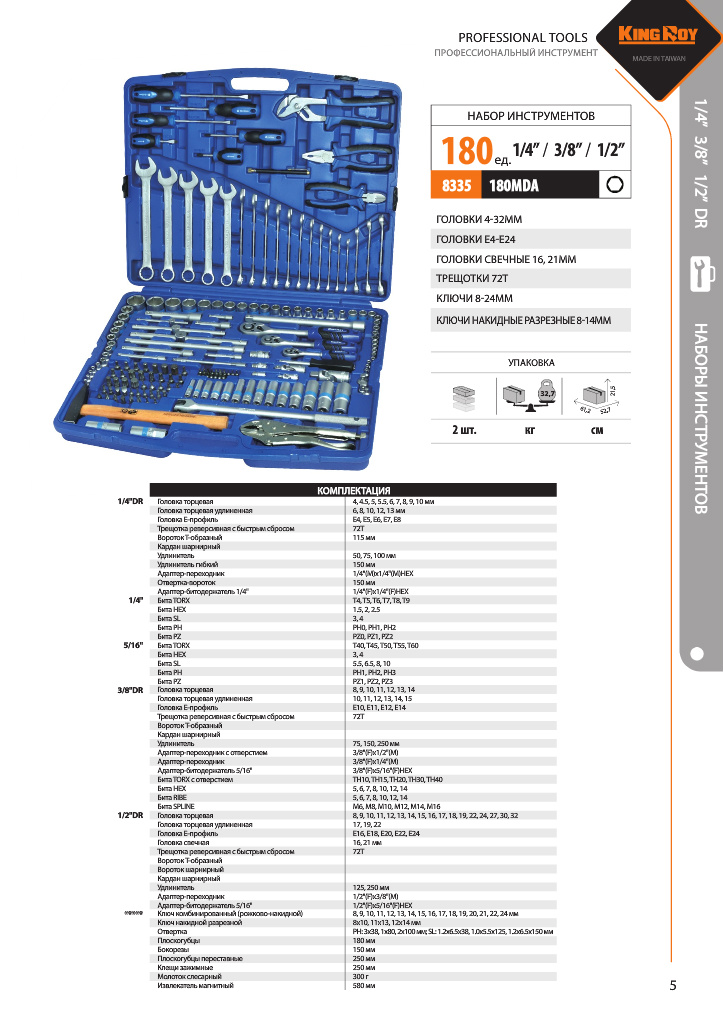 PROFESSIONAL TOOLS
ПРОФЕССИОНАЛЬНЫЙ ИНСТРУМЕНТ
KING ROY
MADE IN TAIWAN
НАБОР ИНСТРУМЕНТОВ
180 ед. 1/4” / 3/8” / 1/2”
8335 180MDA
ГОЛОВКИ 4-32ММ
ГОЛОВКИ Е4-Е24
ГОЛОВКИ СВЕЧНЫЕ 16, 21ММ
ТРЕЩОТКИ 72Т
КЛЮЧИ 8-24ММ
КЛЮЧИ НАКИДНЫЕ РАЗРЕЗНЫЕ 8-14ММ
УПАКОВКА
32,7
61,2 52,7 21,5
2 шт. кг см
1/4” 3/8” 1/2” DR
НАБОРЫ ИНСТРУМЕНТОВ
КОМПЛЕКТАЦИЯ
1/4"DR Головка торцевая 4, 4.5, 5, 5.5, 6, 7, 8, 9, 10 мм
Головка торцевая удлиненная 6, 8, 10, 12, 13 мм
Головка Е-профиль E4, E5, E6, E7, E8
Трещотка реверсивная с быстрым сбросом 72T
Вороток Т-образный 115 мм
Кардан шарнирный
Удлинитель 50, 75, 100 мм
Удлинитель гибкий 150 мм
Адаптер-переходник 1/4"(M)x1/4"(M)HEX
Отвертка-вороток 150 мм
Адаптер-битодержатель 1/4" 1/4"(F)x1/4"(F)HEX
1/4" Бита TORX T4, T5, T6, T7, T8, T9
Бита HEX 1.5, 2, 2.5
Бита SL 3, 4
Бита PH PH0, PH1, PH2
Бита PZ PZ0, PZ1, PZ2
5/16" Бита TORX T40, T45, T50, T55, T60
Бита HEX 3, 4
Бита SL 5.5, 6.5, 8, 10
Бита PH PH1, PH2, PH3
Бита PZ PZ1, PZ2, PZ3
3/8"DR Головка торцевая 8, 9, 10, 11, 12, 13, 14
Головка торцевая удлиненная 10, 11, 12, 13, 14, 15
Головка Е-профиль E10, E11, E12, E14
Трещотка реверсивная с быстрым сбросом 72T
Вороток Т-образный
Кардан шарнирный
Удлинитель 75, 150, 250 мм
Адаптер-переходник с отверстием 3/8"(F)x1/2"(M)
Адаптер-переходник 3/8"(F)x1/4"(M)
Адаптер-битодержатель 5/16" 3/8"(F)x5/16"(F)HEX
Бита TORX с отверстием TH10, TH15, TH20, TH30, TH40
Бита HEX 5, 6, 7, 8, 10, 12, 14
Бита RIBE 5, 6, 7, 8, 10, 12, 14
Бита SPLINE M6, M8, M10, M12, M14, M16
1/2"DR Головка торцевая 8, 9, 10, 11, 12, 13, 14, 15, 16, 17, 18, 19, 22, 24, 27, 30, 32
Головка торцевая удлиненная 17, 19, 22
Головка Е-профиль E16, E18, E20, E22, E24
Головка свечная 16, 21 мм
Трещотка реверсивная с быстрым сбросом 72T
Вороток Т-образный
Вороток шарнирный
Кардан шарнирный
Удлинитель 125, 250 мм
Адаптер-переходник 1/2"(F)x3/8"(M)
Адаптер-битодержатель 5/16" 1/2"(F)x5/16"(F)HEX
Ключ комбинированный (рожково-накидной) 8, 9, 10, 11, 12, 13, 14, 15, 16, 17, 18, 19, 20, 21, 22, 24 мм
Ключ накидной разрезной 8x10, 11x13, 12x14 мм
Отвертка PH: 3x38, 1x80, 2x100 мм; SL: 1.2x6.5x38, 1,0x5.5x125, 1.2x6.5x150 мм
Плоскогубцы 180 мм
Бокорезы 150 мм
Плоскогубцы переставные 250 мм
Клещи зажимные 250 мм
Молоток слесарный 300 г
Извлекатель магнитный 580 мм
5